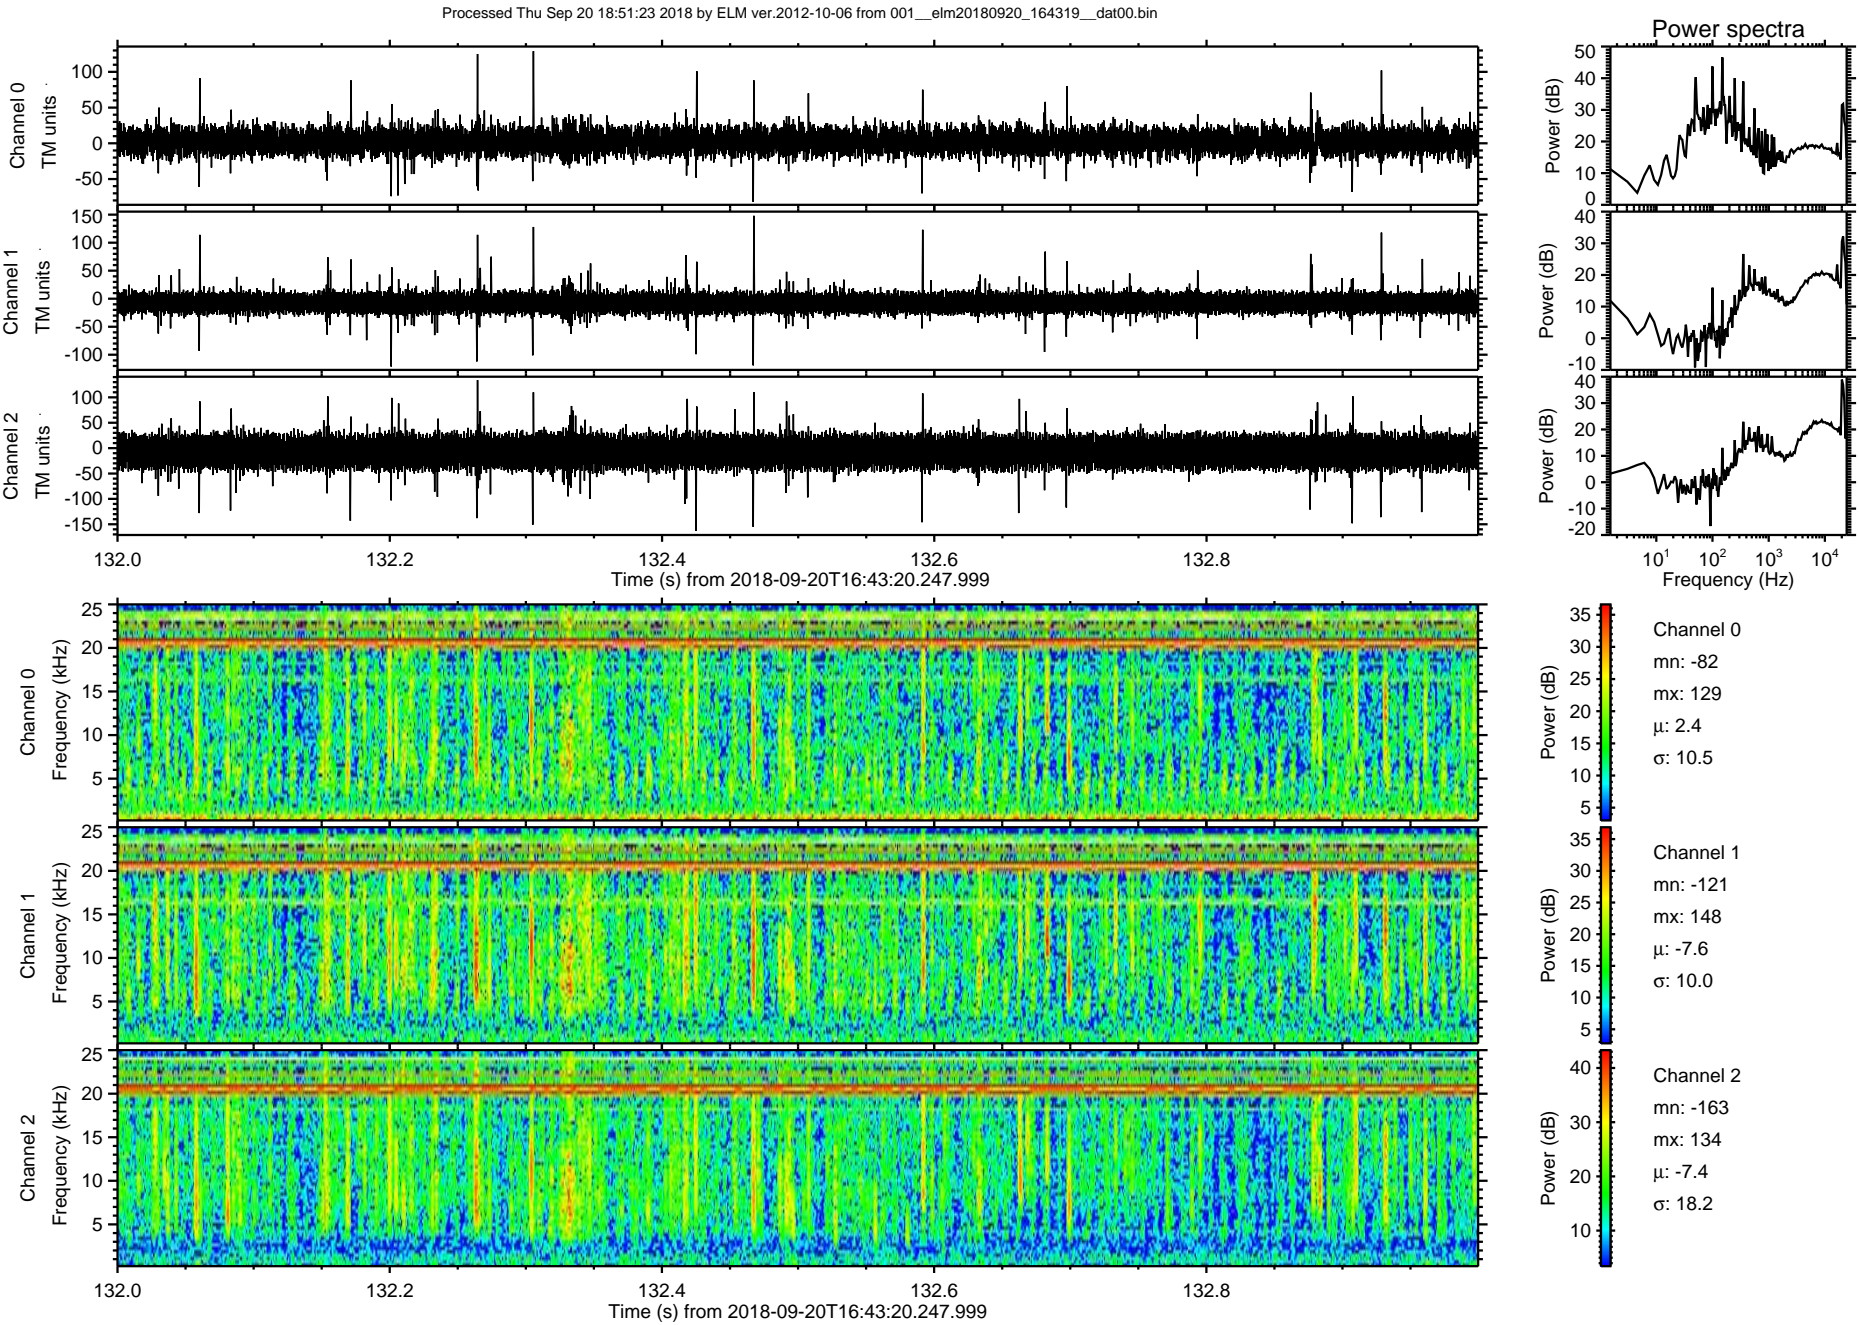 Processed Thu Sep 20 18:51:23 2018 by ELM ver.2012-10-06 from 001__elm20180920_164319__dat00.bin
Power spectra
Channel 0
TM units
100
50
0
-50
Power (dB)
50
40
30
20
10
0
Channel 1
TM units
150
100
50
0
-50
-100
Power (dB)
40
30
20
10
0
-10
Channel 2
TM units
100
50
0
-50
-100
-150
Power (dB)
40
30
20
10
0
-10
-20
132.0 132.2 132.4 132.6 132.8
Time (s) from 2018-09-20T16:43:20.247.999
10^1 10^2 10^3 10^4
Frequency (Hz)
Channel 0
Frequency (kHz)
25
20
15
10
5
Power (dB)
35
30
25
20
15
10
5
Channel 0
mn: -82
mx: 129
μ: 2.4
σ: 10.5
Channel 1
Frequency (kHz)
25
20
15
10
5
Power (dB)
35
30
25
20
15
10
5
Channel 1
mn: -121
mx: 148
μ: -7.6
σ: 10.0
Channel 2
Frequency (kHz)
25
20
15
10
5
Power (dB)
40
30
20
10
Channel 2
mn: -163
mx: 134
μ: -7.4
σ: 18.2
132.0 132.2 132.4 132.6 132.8
Time (s) from 2018-09-20T16:43:20.247.999